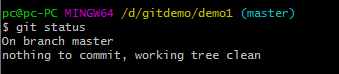 pc@pc-PC MINGW64 /d/gitdemo/demo1 (master)
$ git status
On branch master
nothing to commit, working tree clean